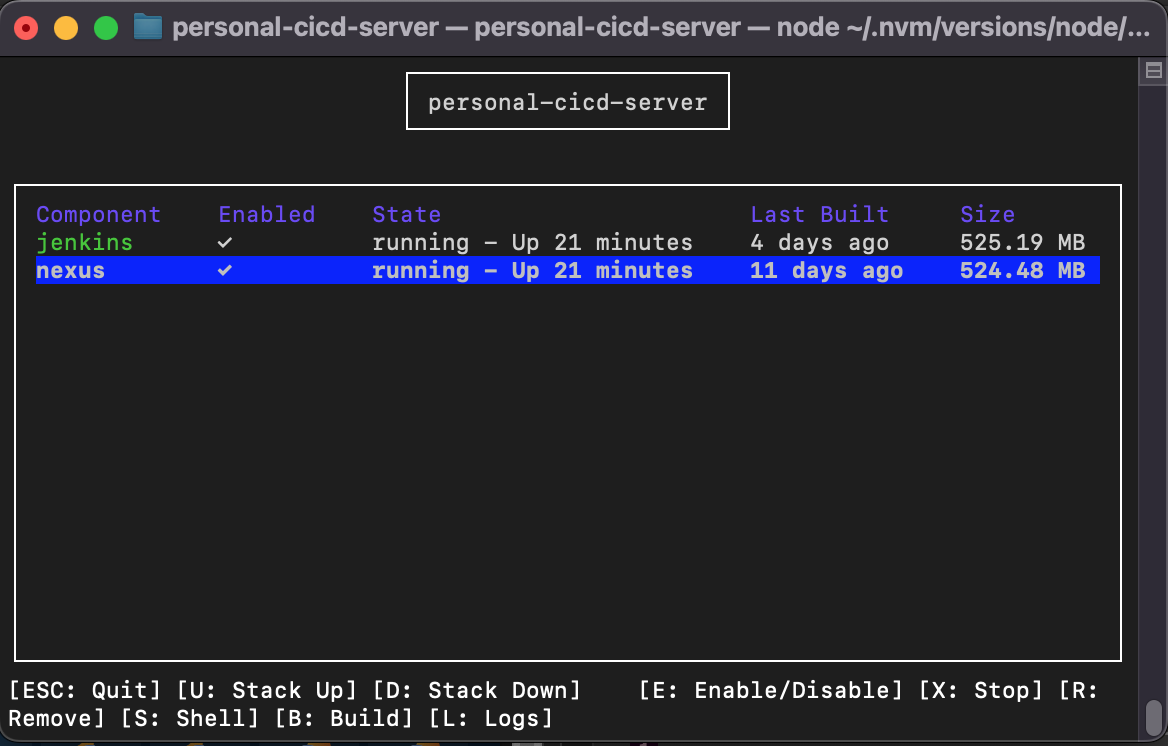 personal-cicd-server — personal-cicd-server — node ~/.nvm/versions/node/...
personal-cicd-server
Component Enabled State Last Built Size
jenkins ✓ running - Up 21 minutes 4 days ago 525.19 MB
nexus ✓ running - Up 21 minutes 11 days ago 524.48 MB
[ESC: Quit] [U: Stack Up] [D: Stack Down] [E: Enable/Disable] [X: Stop] [R:
Remove] [S: Shell] [B: Build] [L: Logs]